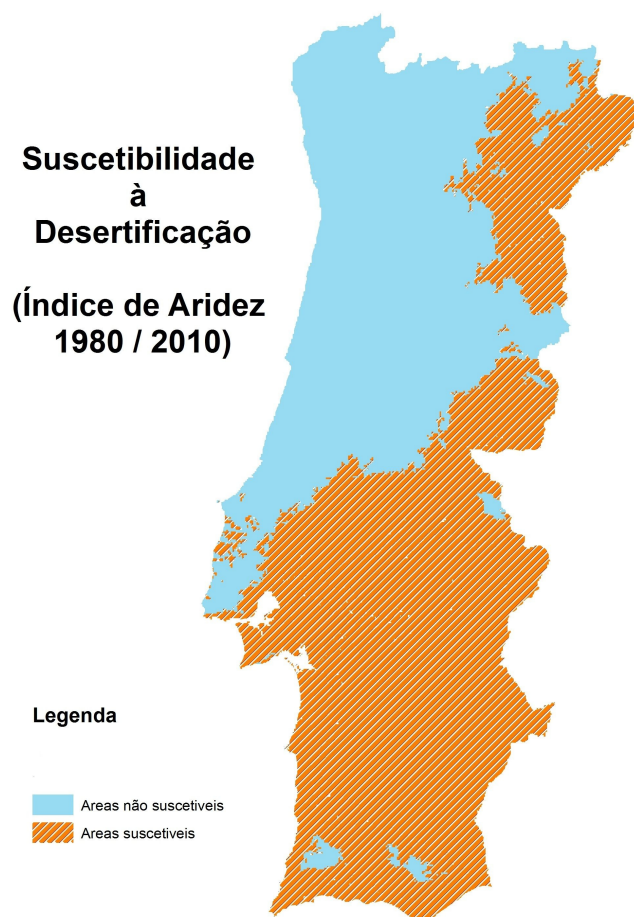 Suscetibilidade
à
Desertificação
(Índice de Aridez
1980 / 2010)
Legenda
Areas não suscetiveis
Areas suscetiveis